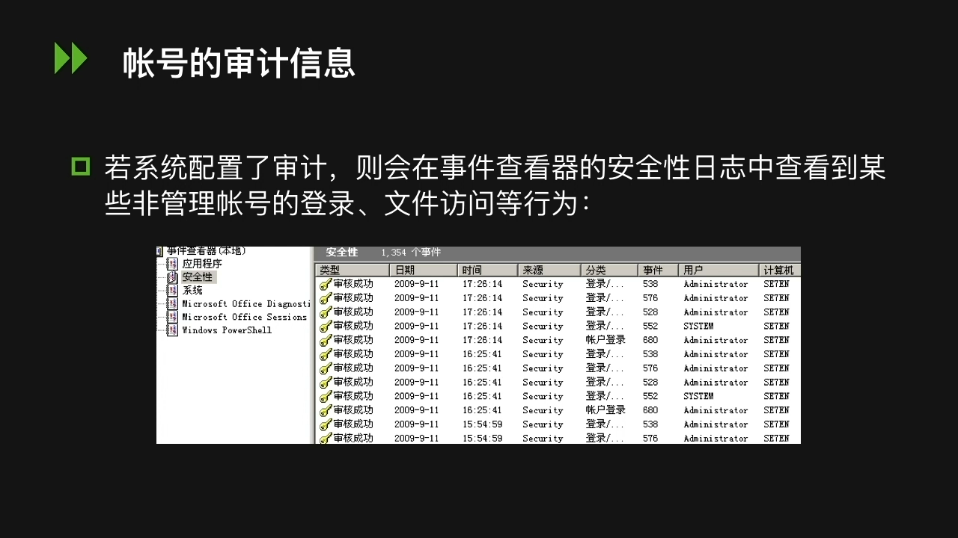 帐号的审计信息
若系统配置了审计，则会在事件查看器的安全性日志中查看到某
些非管理帐号的登录、文件访问等行为：
事件查看器(本地)
应用程序
安全性
系统
Microsoft Office Diagnosti
Microsoft Office Sessions
Windows PowerShell
安全性 1,354 个事件
类型 日期 时间 来源 分类 事件 用户 计算机
审核成功 2009-9-11 17:26:14 Security 登录/... 538 Administrator SE7EN
审核成功 2009-9-11 17:26:14 Security 登录/... 576 Administrator SE7EN
审核成功 2009-9-11 17:26:14 Security 登录/... 528 Administrator SE7EN
审核成功 2009-9-11 17:26:14 Security 登录/... 552 SYSTEM SE7EN
审核成功 2009-9-11 17:26:14 Security 帐户登录 680 Administrator SE7EN
审核成功 2009-9-11 16:25:41 Security 登录/... 538 Administrator SE7EN
审核成功 2009-9-11 16:25:41 Security 登录/... 576 Administrator SE7EN
审核成功 2009-9-11 16:25:41 Security 登录/... 528 Administrator SE7EN
审核成功 2009-9-11 16:25:41 Security 登录/... 552 SYSTEM SE7EN
审核成功 2009-9-11 16:25:41 Security 帐户登录 680 Administrator SE7EN
审核成功 2009-9-11 15:54:59 Security 登录/... 538 Administrator SE7EN
审核成功 2009-9-11 15:54:59 Security 登录/... 576 Administrator SE7EN